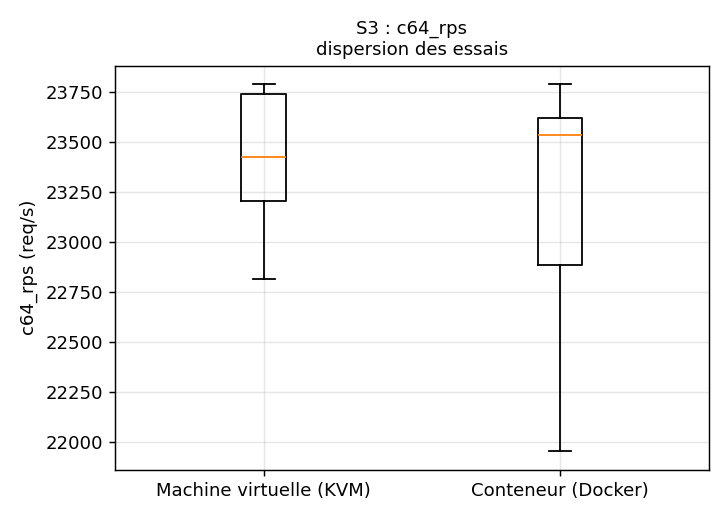 S3 : c64_rps
dispersion des essais
c64_rps (req/s)
23750
23500
23250
23000
22750
22500
22250
22000
Machine virtuelle (KVM)
Conteneur (Docker)